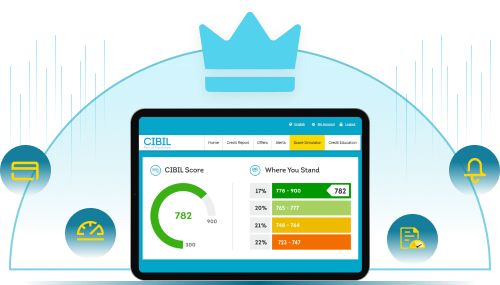 CIBIL
Home Credit Report Offers Alerts Score Simulator Credit Education
CIBIL Score
782
900
300
Where You Stand
17% 778 - 900 782
20% 765 - 777
21% 748 - 764
22% 723 - 747